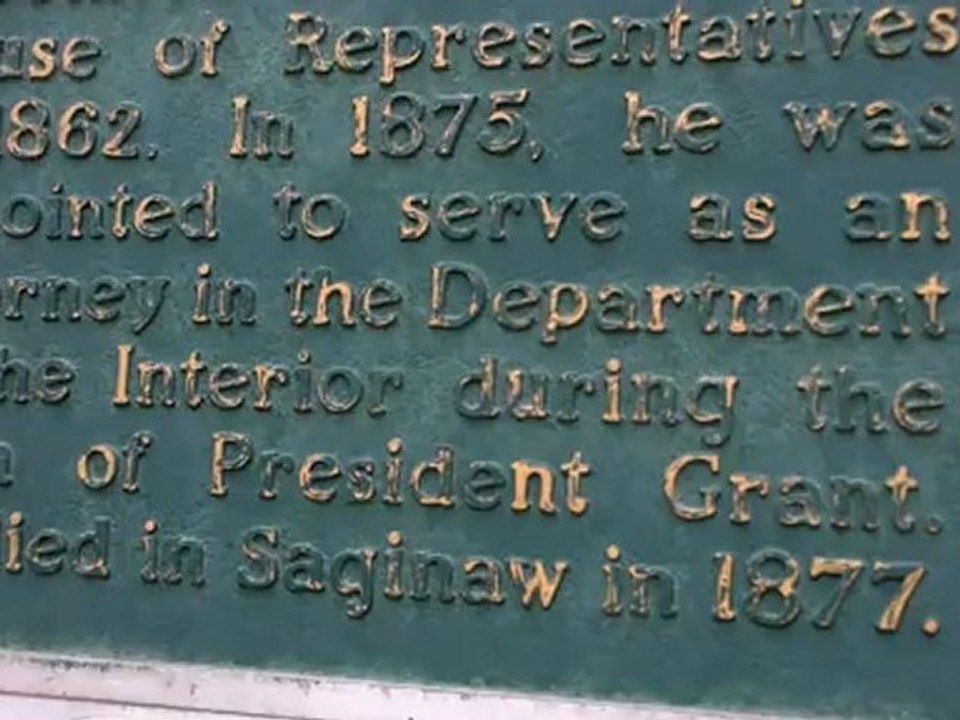 use of Representatives
1862. In 1875, he was
ointed to serve as an
rney in the Department
he Interior during the
n of President Grant.
ied in Saginaw in 1877.